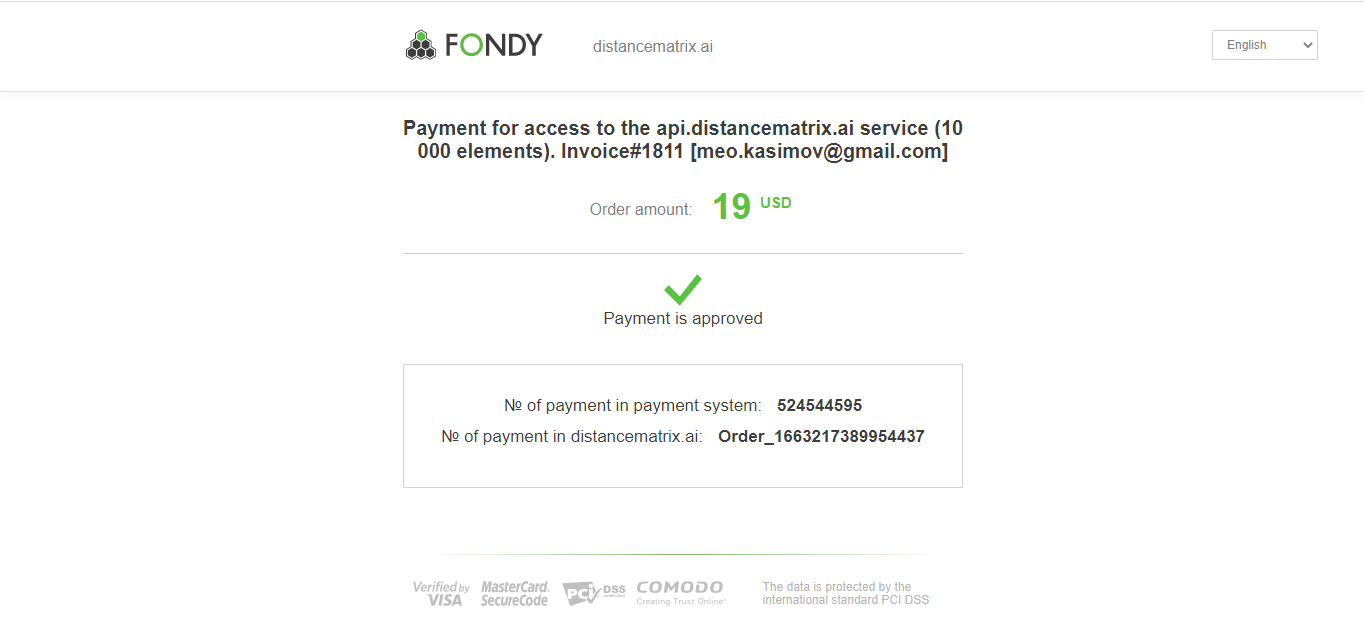 FONDY
distancematrix.ai
English
Payment for access to the api.distancematrix.ai service (10
000 elements). Invoice#1811 [meo.kasimov@gmail.com]
Order amount: 19 USD
Payment is approved
№ of payment in payment system: 524544595
№ of payment in distancematrix.ai: Order_1663217389954437
Verified by
VISA
MasterCard.
SecureCode
PCI DSS
COMODO
Creating Trust Online®
The data is protected by the
international standard PCI DSS